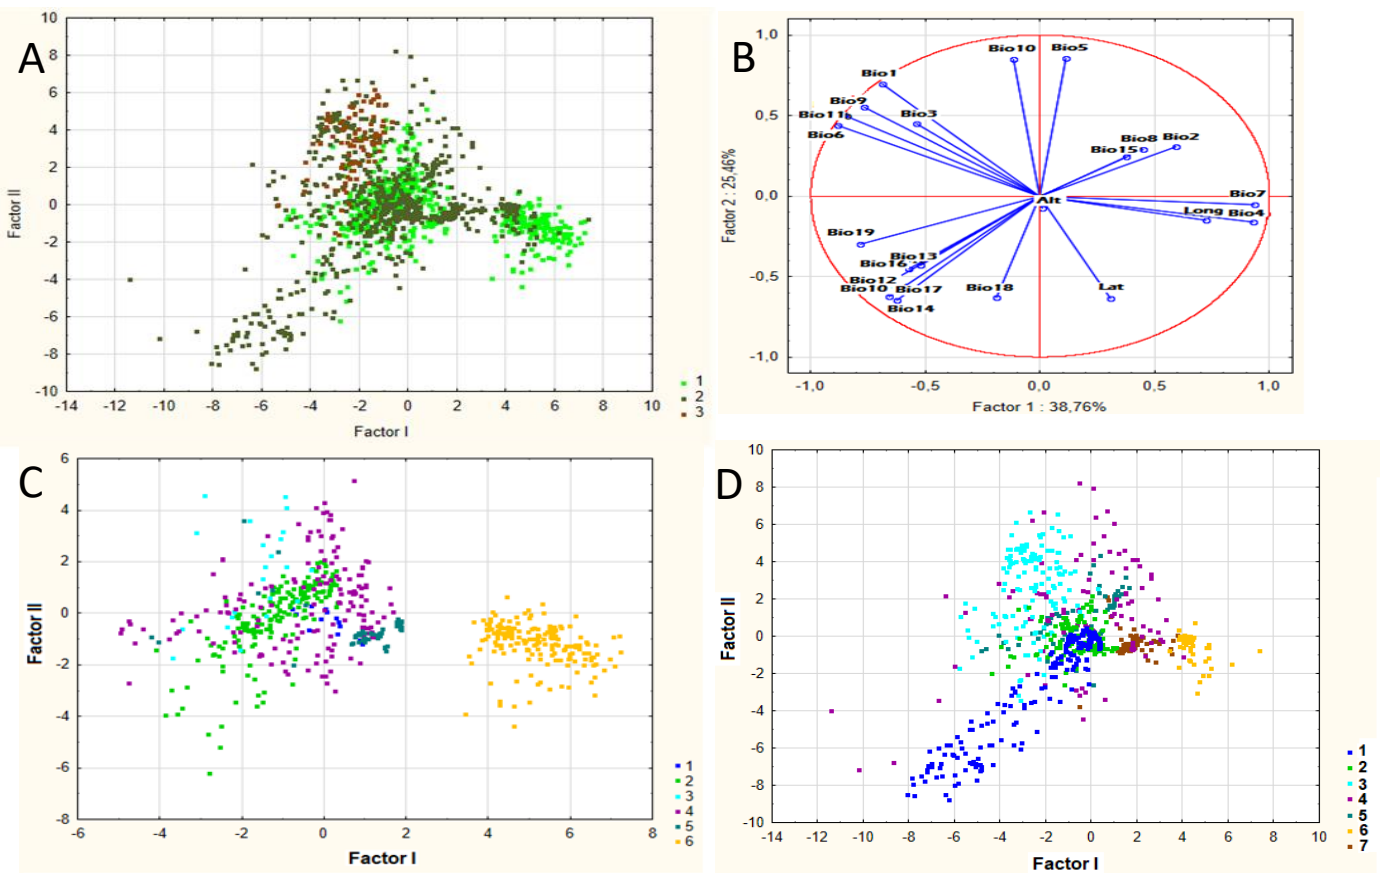 A
10
8
6
4
2
0
-2
-4
-6
-8
-10
-14 -12 -10 -8 -6 -4 -2 0 2 4 6 8 10
Factor I
Factor II
1
2
3
B
1,0
0,5
0,0
-0,5
-1,0
-1,0 -0,5 0,0 0,5 1,0
Factor 1 : 38,76%
Factor 2 : 25,46%
Bio10 Bio5
Bio1
Bio9
Bio11 Bio3
Bio6
Bio8 Bio2
Bio15
Alt
Bio7
Long Bio4
Bio19
Bio13
Bio16
Bio12
Bio10 Bio17
Bio14
Bio18
Lat
C
6
4
2
0
-2
-4
-6
-8
-6 -4 -2 0 2 4 6 8
Factor I
Factor II
1
2
3
4
5
6
D
10
8
6
4
2
0
-2
-4
-6
-8
-10
-14 -12 -10 -8 -6 -4 -2 0 2 4 6 8 10
Factor I
Factor II
1
2
3
4
5
6
7